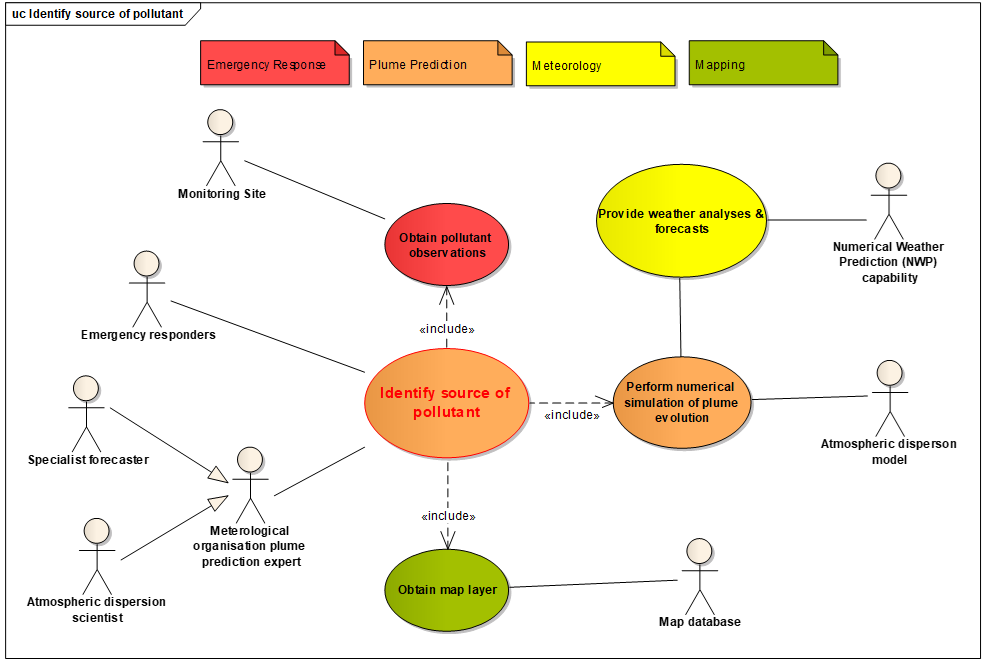 uc Identify source of pollutant
Emergency Response
Plume Prediction
Meteorology
Mapping
Monitoring Site
Obtain pollutant
observations
Provide weather analyses &
forecasts
Numerical Weather
Prediction (NWP)
capability
Emergency responders
«include»
Identify source of
pollutant
«include»
Perform numerical
simulation of plume
evolution
Atmospheric disperson
model
Specialist forecaster
Meterological
organisation plume
prediction expert
«include»
Atmospheric dispersion
scientist
Obtain map layer
Map database